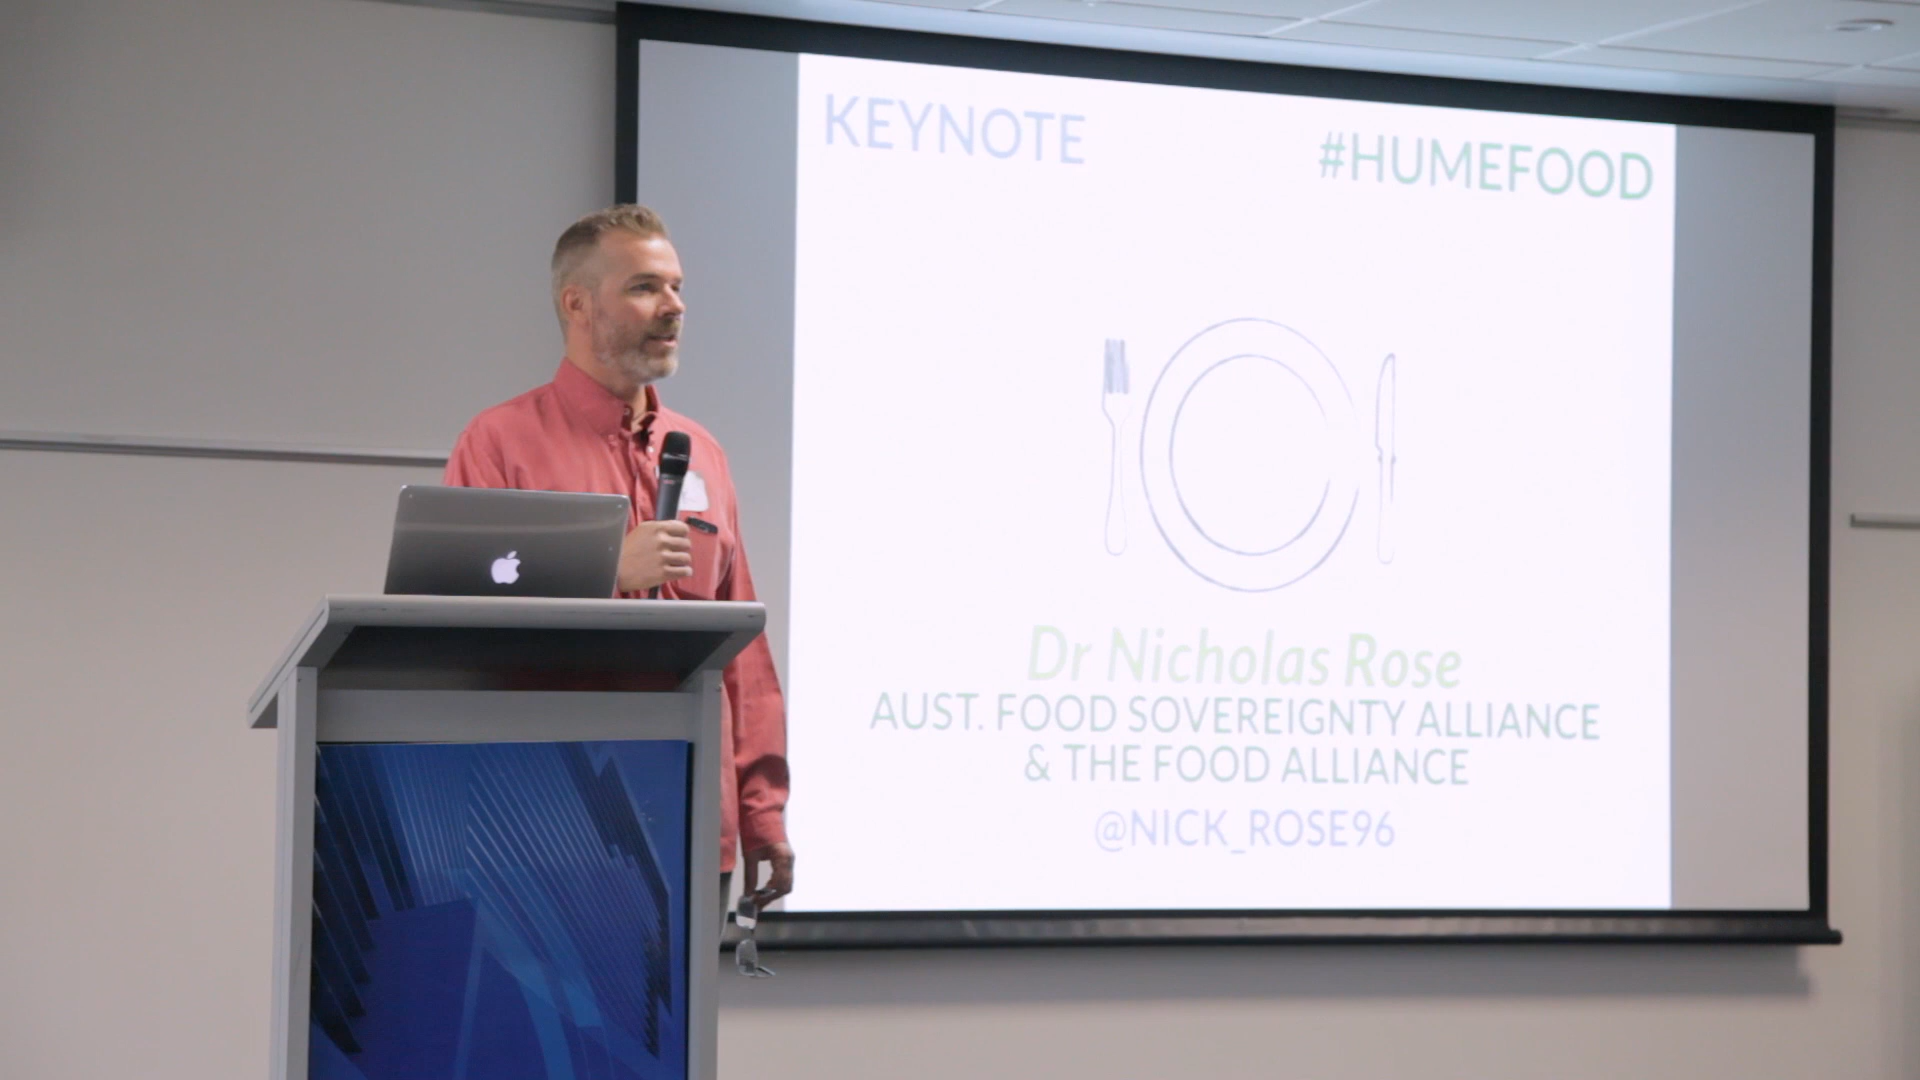 KEYNOTE
#HUMEFOOD
Dr Nicholas Rose
AUST. FOOD SOVEREIGNTY ALLIANCE
& THE FOOD ALLIANCE
@NICK_ROSE96